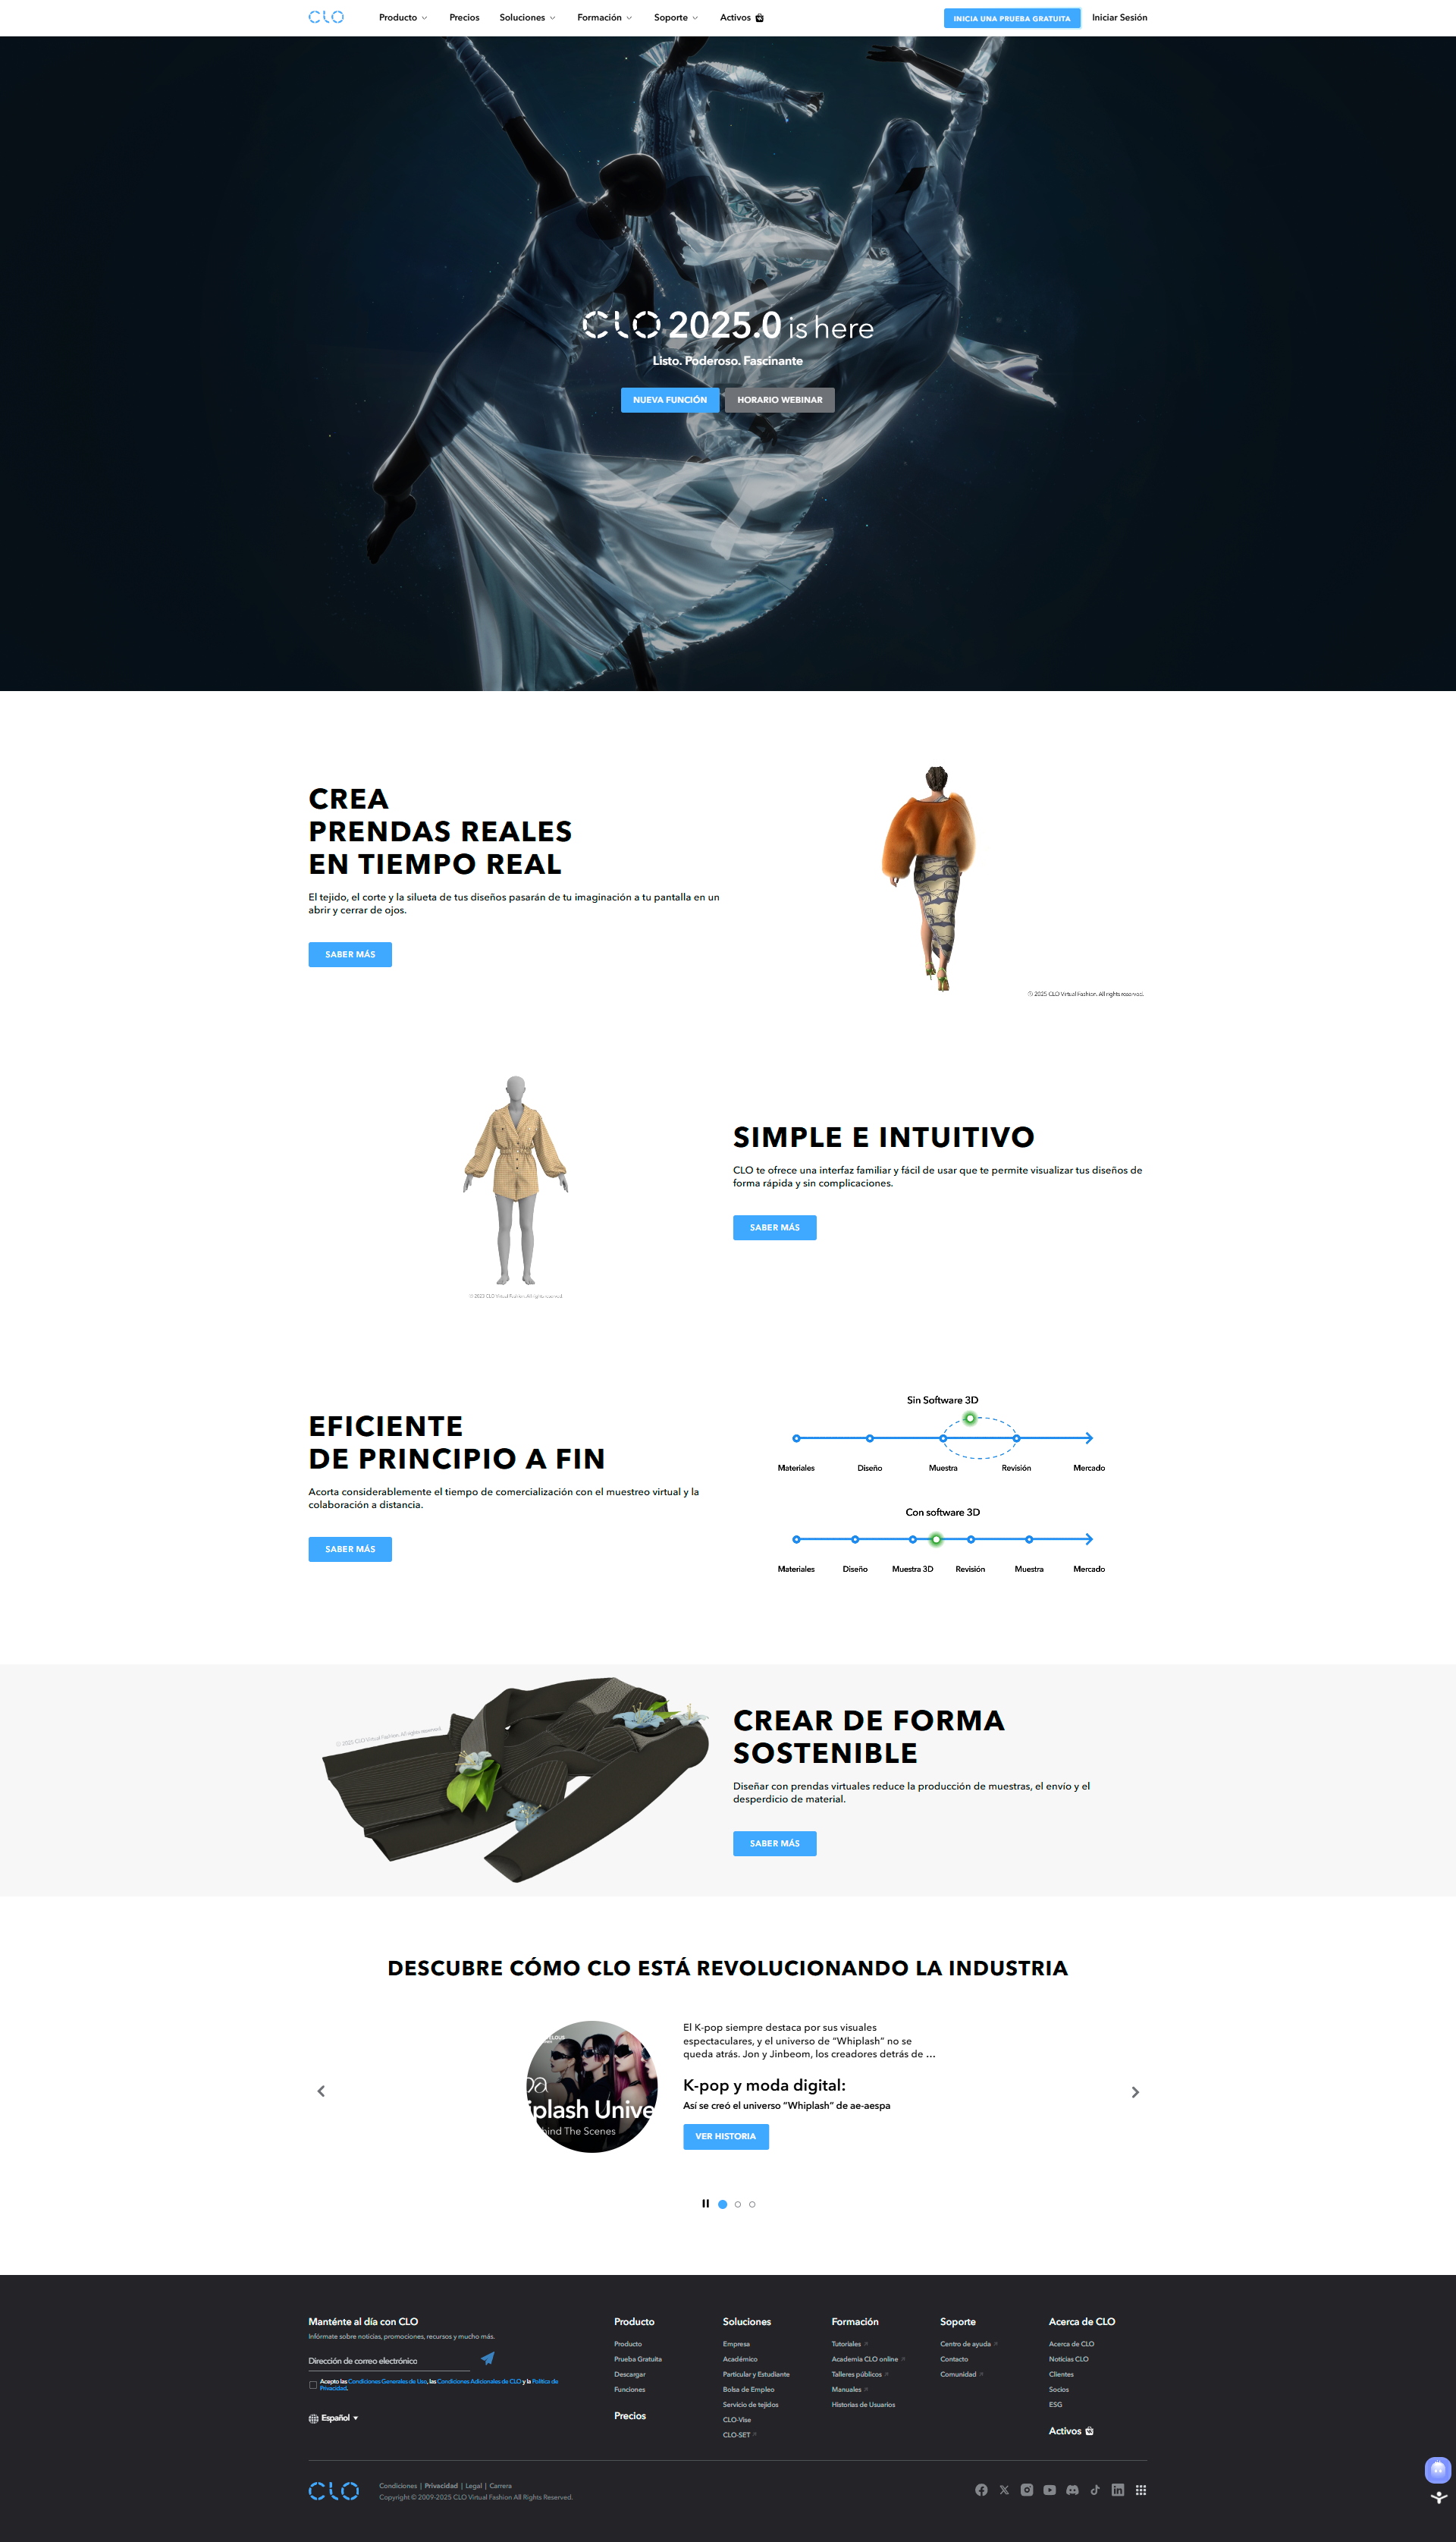 CLO Producto Precios Soluciones Formación Soporte Activos INICIA UNA PRUEBA GRATUITA Iniciar Sesión
CLO 2025.0 is here
Listo. Poderoso. Fascinante
NUEVA FUNCIÓN HORARIO WEBINAR
CREA
PRENDAS REALES
EN TIEMPO REAL
El tejido, el corte y la silueta de tus diseños pasarán de tu imaginación a tu pantalla en un
abrir y cerrar de ojos.
SABER MÁS
© 2025 CLO Virtual Fashion. All rights reserved.
© 2023 CLO Virtual Fashion. All rights reserved.
SIMPLE E INTUITIVO
CLO te ofrece una interfaz familiar y fácil de usar que te permite visualizar tus diseños de
forma rápida y sin complicaciones.
SABER MÁS
EFICIENTE
DE PRINCIPIO A FIN
Acorta considerablemente el tiempo de comercialización con el muestreo virtual y la
colaboración a distancia.
SABER MÁS
Sin Software 3D
Materiales Diseño Muestra Revisión Mercado
Con software 3D
Materiales Diseño Muestra 3D Revisión Muestra Mercado
© 2025 CLO Virtual Fashion. All rights reserved.
CREAR DE FORMA
SOSTENIBLE
Diseñar con prendas virtuales reduce la producción de muestras, el envío y el
desperdicio de material.
SABER MÁS
DESCUBRE CÓMO CLO ESTÁ REVOLUCIONANDO LA INDUSTRIA
iplash Unive
hind The Scenes
El K-pop siempre destaca por sus visuales
espectaculares, y el universo de “Whiplash” no se
queda atrás. Jon y Jinbeom, los creadores detrás de ...
K-pop y moda digital:
Así se creó el universo “Whiplash” de ae-aespa
VER HISTORIA
Manténte al día con CLO
Infórmate sobre noticias, promociones, recursos y mucho más.
Dirección de correo electrónico
Acepto las Condiciones Generales de Uso, las Condiciones Adicionales de CLO y la Política de
Privacidad.
Español
Producto
Producto
Prueba Gratuita
Descargar
Funciones
Precios
Soluciones
Empresa
Académico
Particular y Estudiante
Bolsa de Empleo
Servicio de tejidos
CLO-Vise
CLO-SET
Formación
Tutoriales
Academia CLO online
Talleres públicos
Manuales
Historias de Usuarios
Soporte
Centro de ayuda
Contacto
Comunidad
Acerca de CLO
Acerca de CLO
Noticias CLO
Clientes
Socios
ESG
Activos
CLO
Condiciones | Privacidad | Legal | Carrera
Copyright © 2009-2025 CLO Virtual Fashion All Rights Reserved.